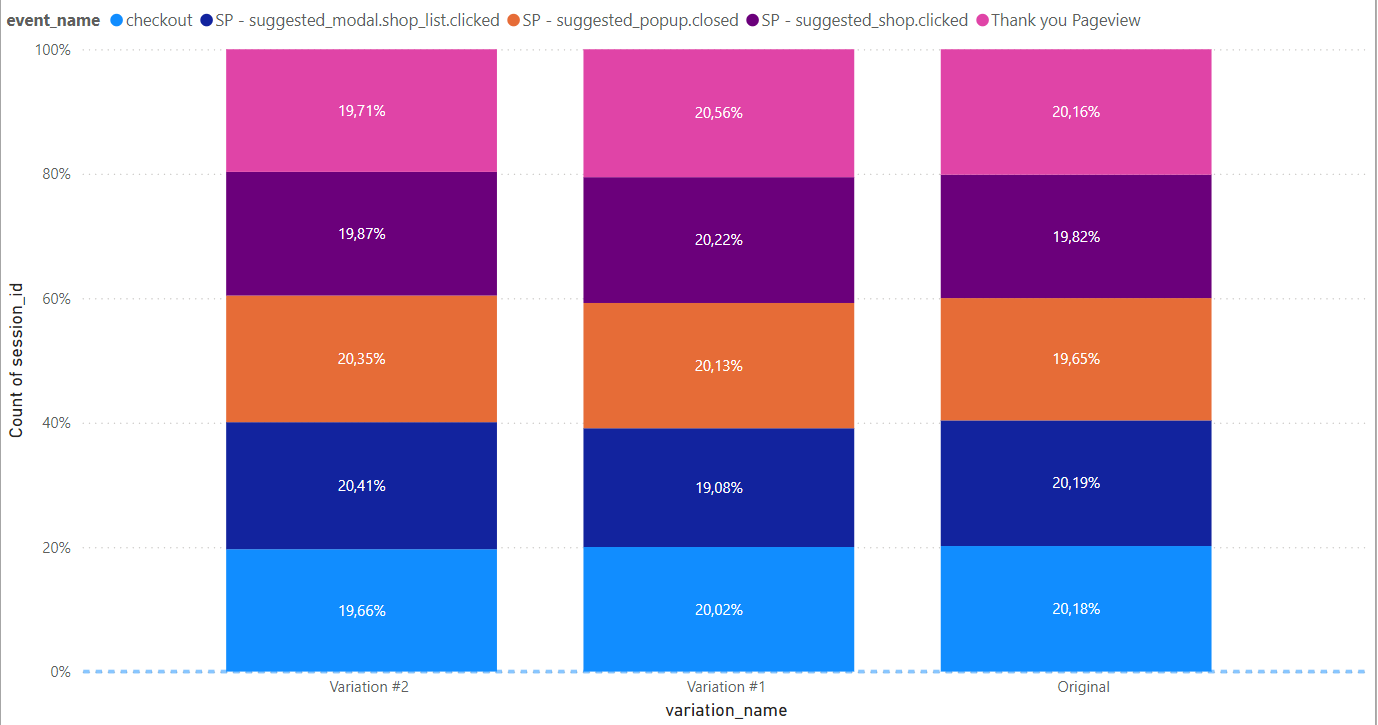 event_name checkout SP - suggested_modal.shop_list.clicked SP - suggested_popup.closed SP - suggested_shop.clicked Thank you Pageview
Count of session_id
100%
80%
60%
40%
20%
0%
19,71% 20,56% 20,16%
19,87% 20,22% 19,82%
20,35% 20,13% 19,65%
20,41% 19,08% 20,19%
19,66% 20,02% 20,18%
Variation #2 Variation #1 Original
variation_name